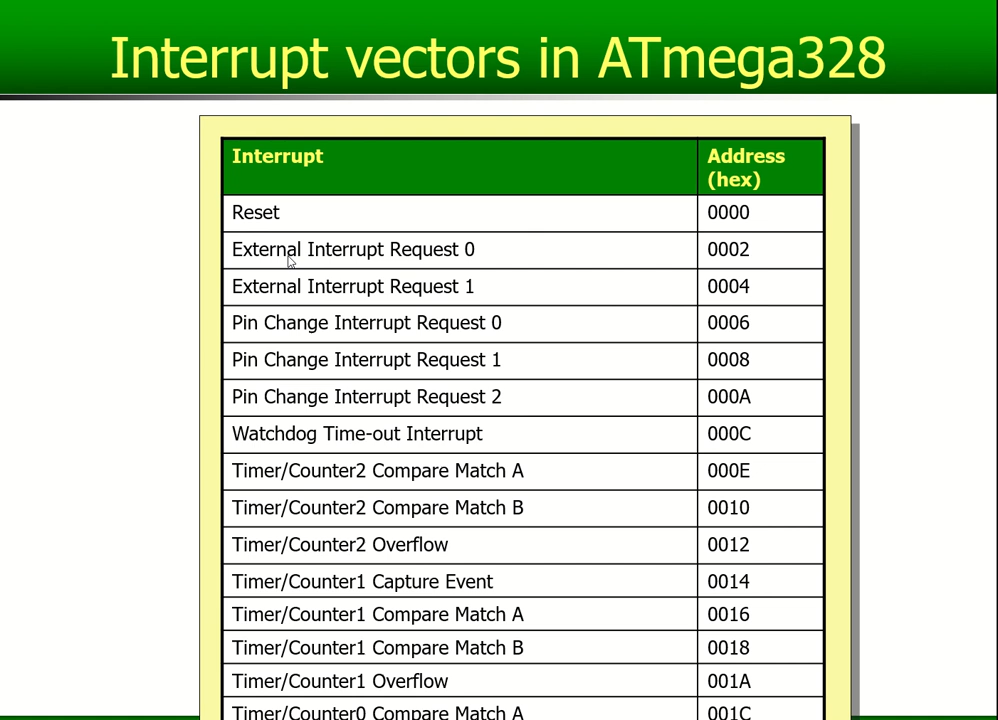 Interrupt vectors in ATmega328
Interrupt Address
(hex)
Reset 0000
External Interrupt Request 0 0002
External Interrupt Request 1 0004
Pin Change Interrupt Request 0 0006
Pin Change Interrupt Request 1 0008
Pin Change Interrupt Request 2 000A
Watchdog Time-out Interrupt 000C
Timer/Counter2 Compare Match A 000E
Timer/Counter2 Compare Match B 0010
Timer/Counter2 Overflow 0012
Timer/Counter1 Capture Event 0014
Timer/Counter1 Compare Match A 0016
Timer/Counter1 Compare Match B 0018
Timer/Counter1 Overflow 001A
Timer/Counter0 Compare Match A 001C